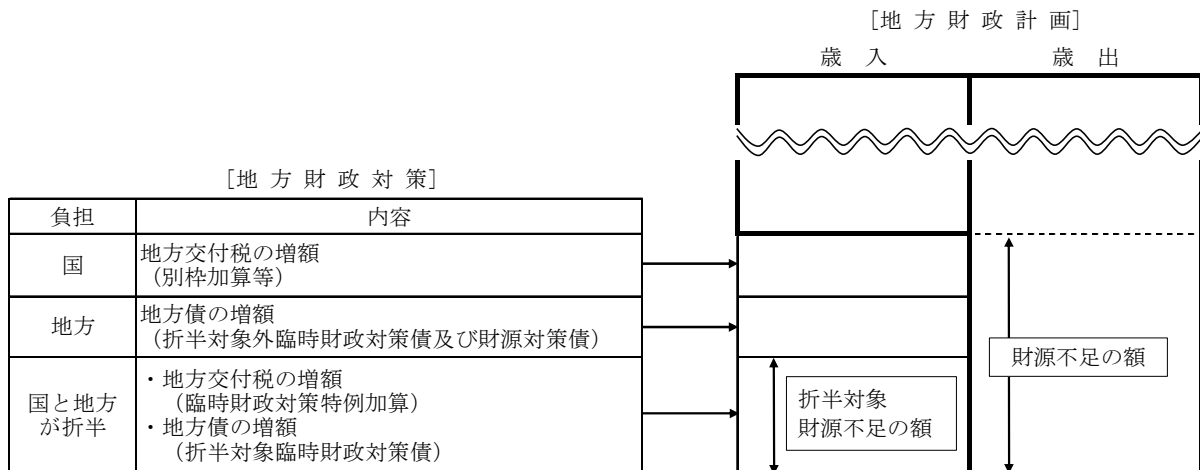 [地 方 財 政 計 画]
歳　入
歳　出
[地 方 財 政 対 策]
負担
内容
国
地方交付税の増額
（別枠加算等）
地方
地方債の増額
（折半対象外臨時財政対策債及び財源対策債）
国と地方
が折半
・地方交付税の増額
（臨時財政対策特例加算）
・地方債の増額
（折半対象臨時財政対策債）
折半対象
財源不足の額
財源不足の額